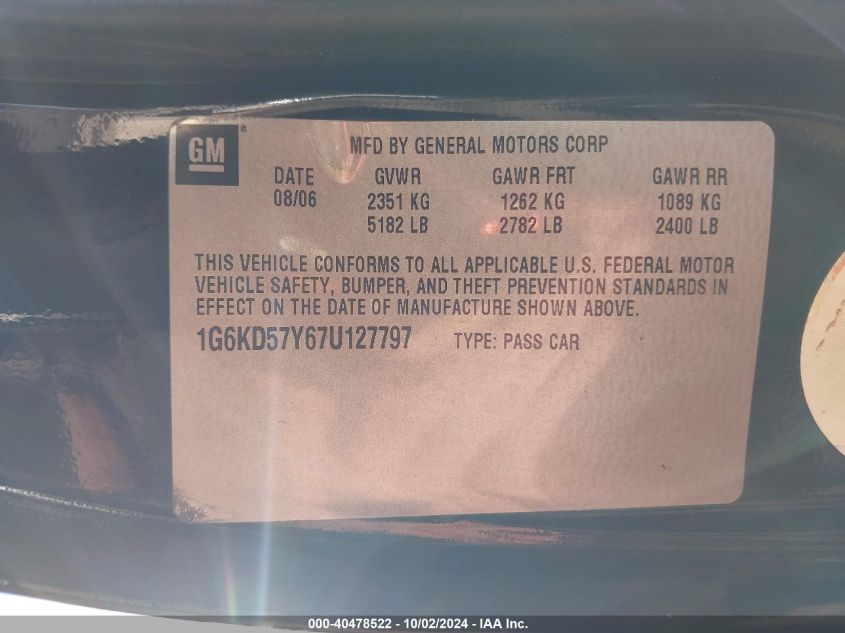 GM ®
MFD BY GENERAL MOTORS CORP
DATE GVWR GAWR FRT GAWR RR
08/06 2351 KG 1262 KG 1089 KG
5182 LB 2782 LB 2400 LB
THIS VEHICLE CONFORMS TO ALL APPLICABLE U.S. FEDERAL MOTOR
VEHICLE SAFETY, BUMPER, AND THEFT PREVENTION STANDARDS IN
EFFECT ON THE DATE OF MANUFACTURE SHOWN ABOVE.
1G6KD57Y67U127797 TYPE: PASS CAR
000-40478522 - 10/02/2024 - IAA Inc.